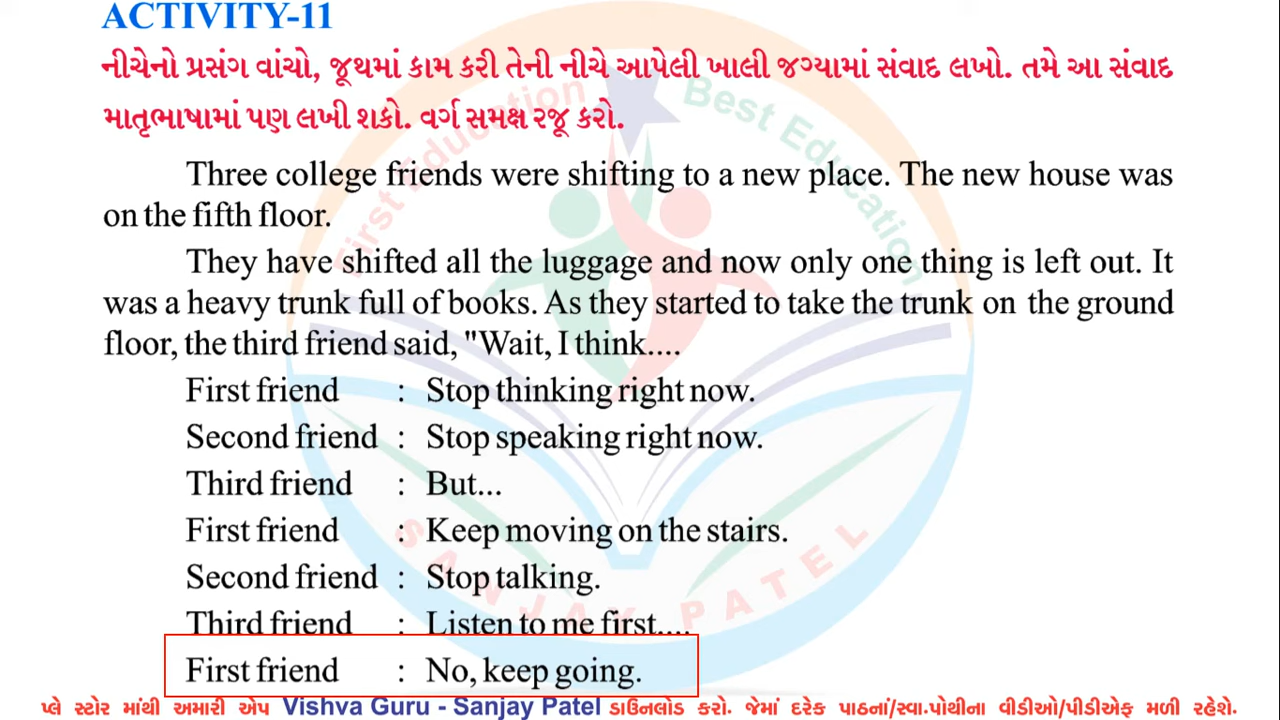 ACTIVITY-11
નીચેનો પ્રસંગ વાંચો, જૂથમાં કામ કરી તેની નીચે આપેલી ખાલી જગ્યામાં સંવાદ લખો. તમે આ સંવાદ
માતૃભાષામાં પણ લખી શકો. વર્ગ સમક્ષ રજૂ કરો.
Three college friends were shifting to a new place. The new house was
on the fifth floor.
They have shifted all the luggage and now only one thing is left out. It
was a heavy trunk full of books. As they started to take the trunk on the ground
floor, the third friend said, "Wait, I think....
First friend : Stop thinking right now.
Second friend : Stop speaking right now.
Third friend : But...
First friend : Keep moving on the stairs.
Second friend : Stop talking.
Third friend : Listen to me first....
First friend : No, keep going.
પ્લે સ્ટોર માંથી અમારી એપ Vishva Guru - Sanjay Patel ડાઉનલોડ કરો. જેમાં દરેક પાઠનાં/સ્વા.પોથીના વીડીઓ/પીડીએફ મળી રહેશે.
First Education Best Education
SANJAY PATEL